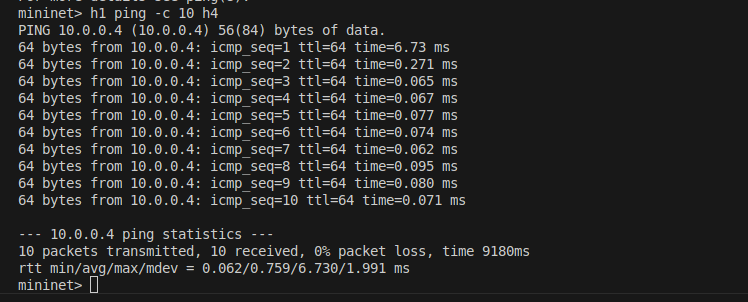 mininet> h1 ping -c 10 h4
PING 10.0.0.4 (10.0.0.4) 56(84) bytes of data.
64 bytes from 10.0.0.4: icmp_seq=1 ttl=64 time=6.73 ms
64 bytes from 10.0.0.4: icmp_seq=2 ttl=64 time=0.271 ms
64 bytes from 10.0.0.4: icmp_seq=3 ttl=64 time=0.065 ms
64 bytes from 10.0.0.4: icmp_seq=4 ttl=64 time=0.067 ms
64 bytes from 10.0.0.4: icmp_seq=5 ttl=64 time=0.077 ms
64 bytes from 10.0.0.4: icmp_seq=6 ttl=64 time=0.074 ms
64 bytes from 10.0.0.4: icmp_seq=7 ttl=64 time=0.062 ms
64 bytes from 10.0.0.4: icmp_seq=8 ttl=64 time=0.095 ms
64 bytes from 10.0.0.4: icmp_seq=9 ttl=64 time=0.080 ms
64 bytes from 10.0.0.4: icmp_seq=10 ttl=64 time=0.071 ms

--- 10.0.0.4 ping statistics ---
10 packets transmitted, 10 received, 0% packet loss, time 9180ms
rtt min/avg/max/mdev = 0.062/0.759/6.730/1.991 ms
mininet>